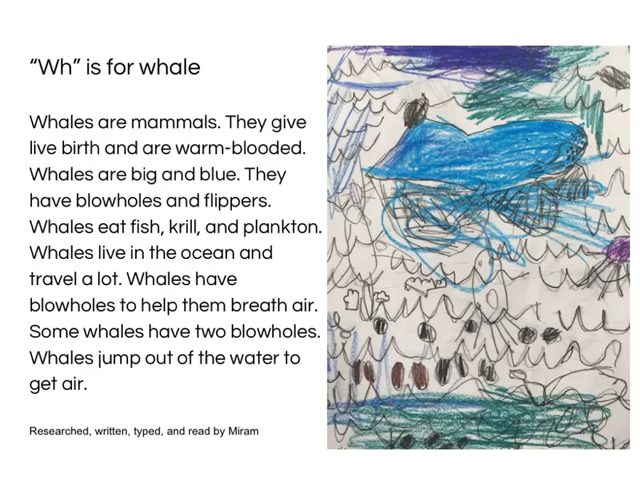 “Wh” is for whale
Whales are mammals. They give
live birth and are warm-blooded.
Whales are big and blue. They
have blowholes and flippers.
Whales eat fish, krill, and plankton.
Whales live in the ocean and
travel a lot. Whales have
blowholes to help them breath air.
Some whales have two blowholes.
Whales jump out of the water to
get air.
Researched, written, typed, and read by Miram